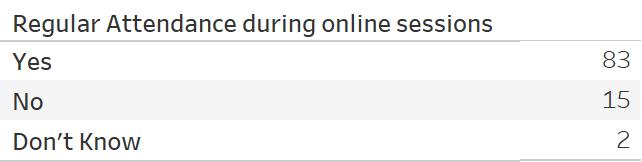 Regular Attendance during online sessions
Yes 83
No 15
Don’t Know 2